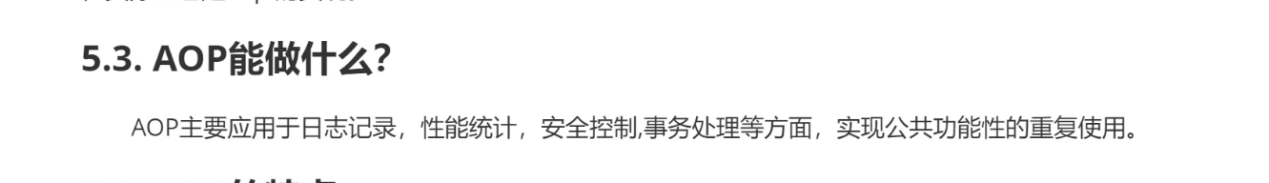 5.3. AOP能做什么？
AOP主要应用于日志记录，性能统计，安全控制,事务处理等方面，实现公共功能性的重复使用。